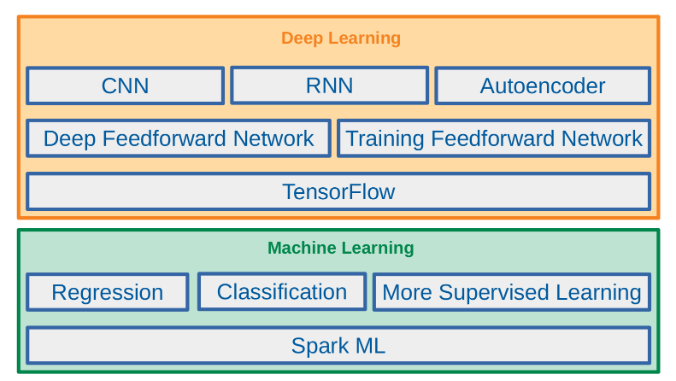 Deep Learning
CNN
RNN
Autoencoder
Deep Feedforward Network
Training Feedforward Network
TensorFlow
Machine Learning
Regression
Classification
More Supervised Learning
Spark ML